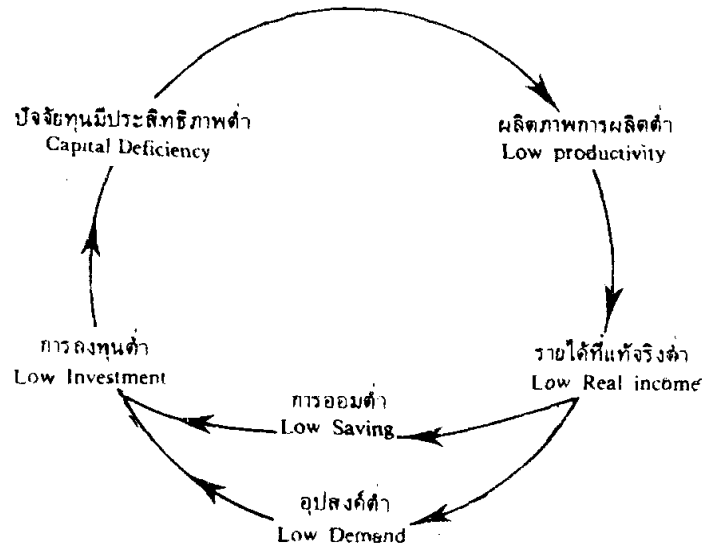 ปัจจัยทุนมีประสิทธิภาพต่ำ
Capital Deficiency
ผลิตภาพการผลิตต่ำ
Low productivity
การลงทุนต่ำ
Low Investment
รายได้ที่แท้จริงต่ำ
Low Real income
การออมต่ำ
Low Saving
อุปสงค์ต่ำ
Low Demand